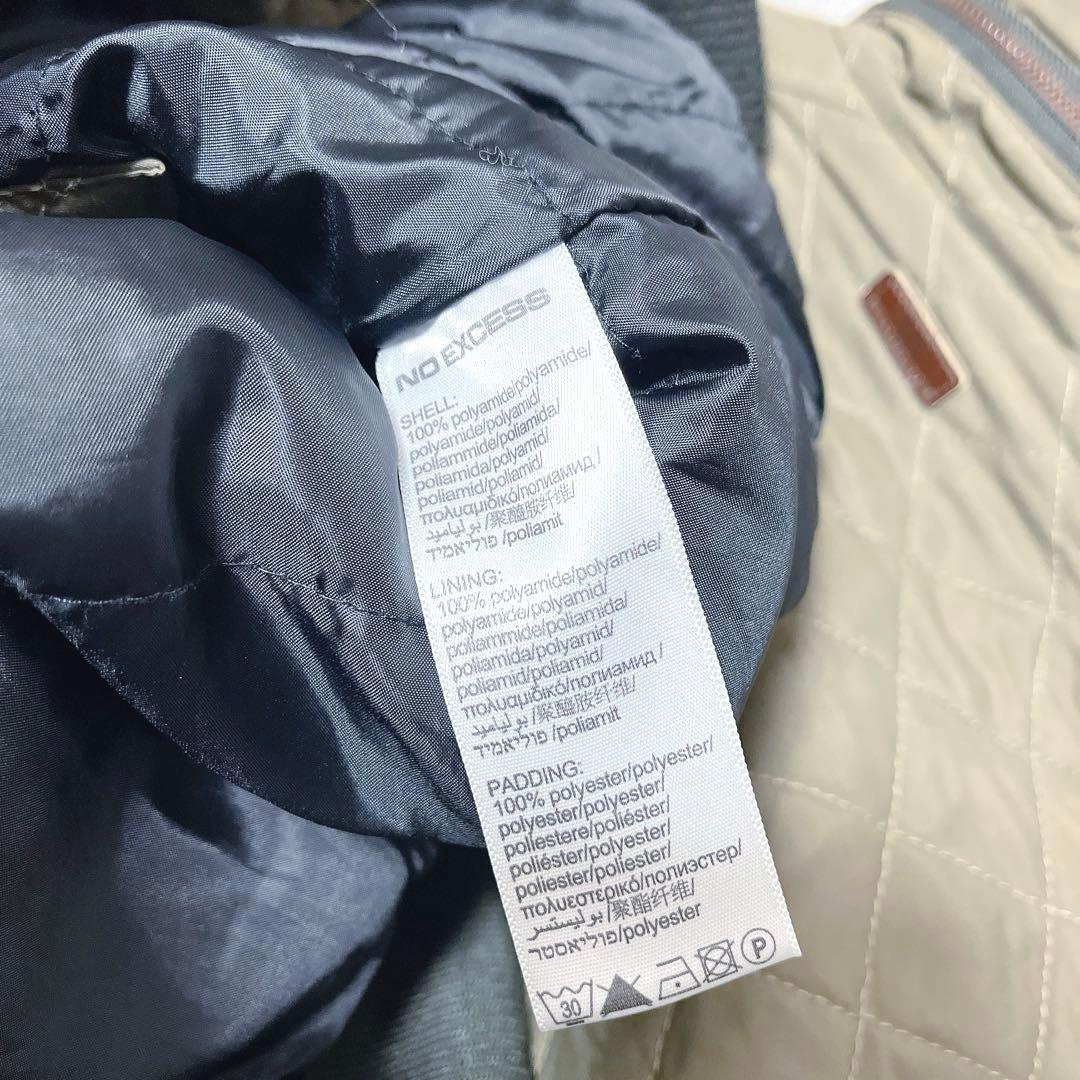 NO EXCESS
SHELL:
100% polyamide/polyamide/
polyamide/polyamid/
poliammide/poliamida/
poliamida/polyamid/
poliamid/poliamid/
πολυαμιδικό/полиамид/
بوليامید/聚醯胺纤维/
פוליאמיד/poliamit
LINING:
100% polyamide/polyamide/
polyamide/polyamid/
poliammide/poliamida/
poliamida/polyamid/
poliamid/poliamid/
πολυαμιδικό/полиамид/
بوليامید/聚醯胺纤维/
פוליאמיד/poliamit
PADDING:
100% polyester/polyester/
polyester/polyester/
poliestere/poliéster/
poliéster/polyester/
poliester/poliester/
πολυεστερικό/полиэстер/
بوليستر/聚酯纤维/
פוליאסטר/polyester
30 P